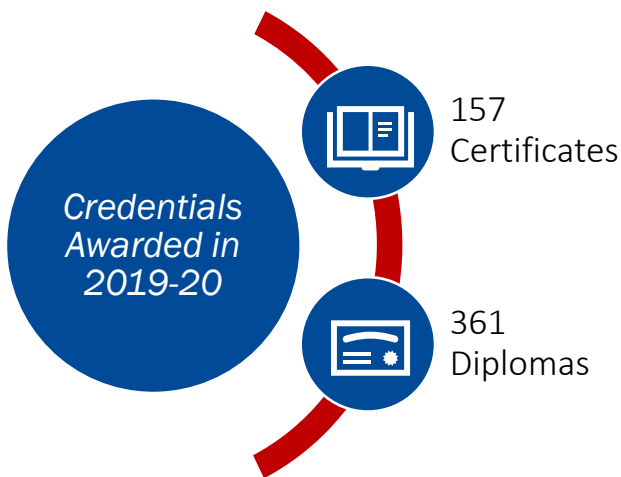 Credentials
Awarded in
2019-20
157
Certificates
361
Diplomas